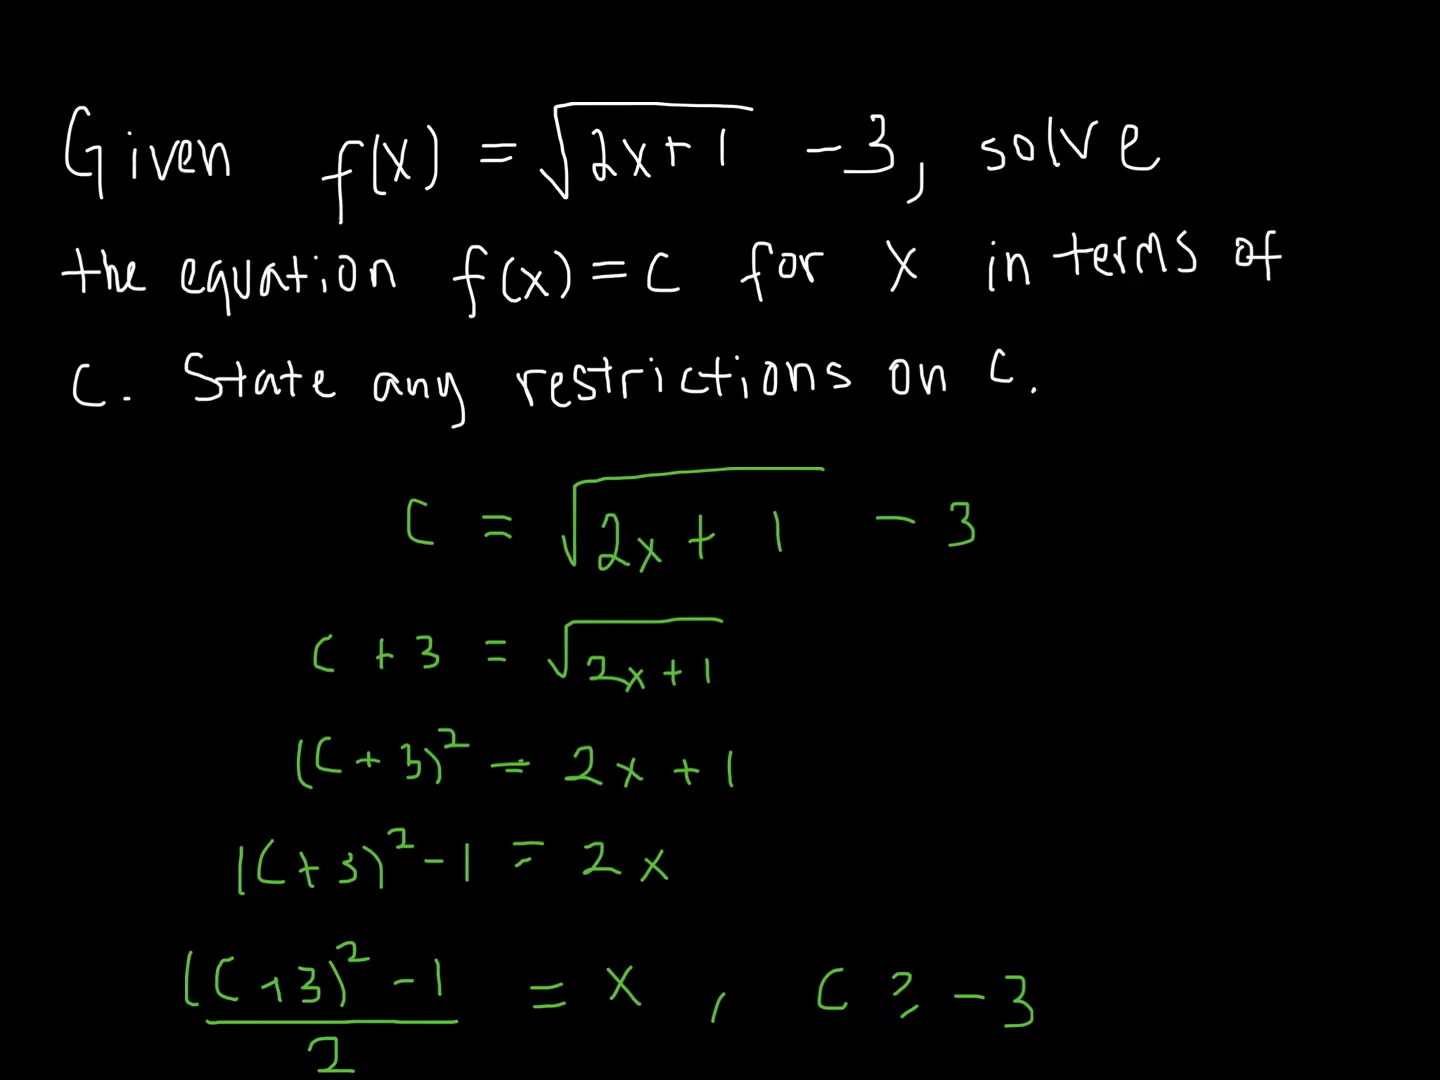 Given f(x) = √(2x+1) - 3, solve
the equation f(x) = c for x in terms of
c. State any restrictions on c.
c = √(2x + 1) - 3
c + 3 = √(2x + 1)
(c + 3)² = 2x + 1
(c + 3)² - 1 = 2x
((c + 3)² - 1)/2 = x, c ≥ -3